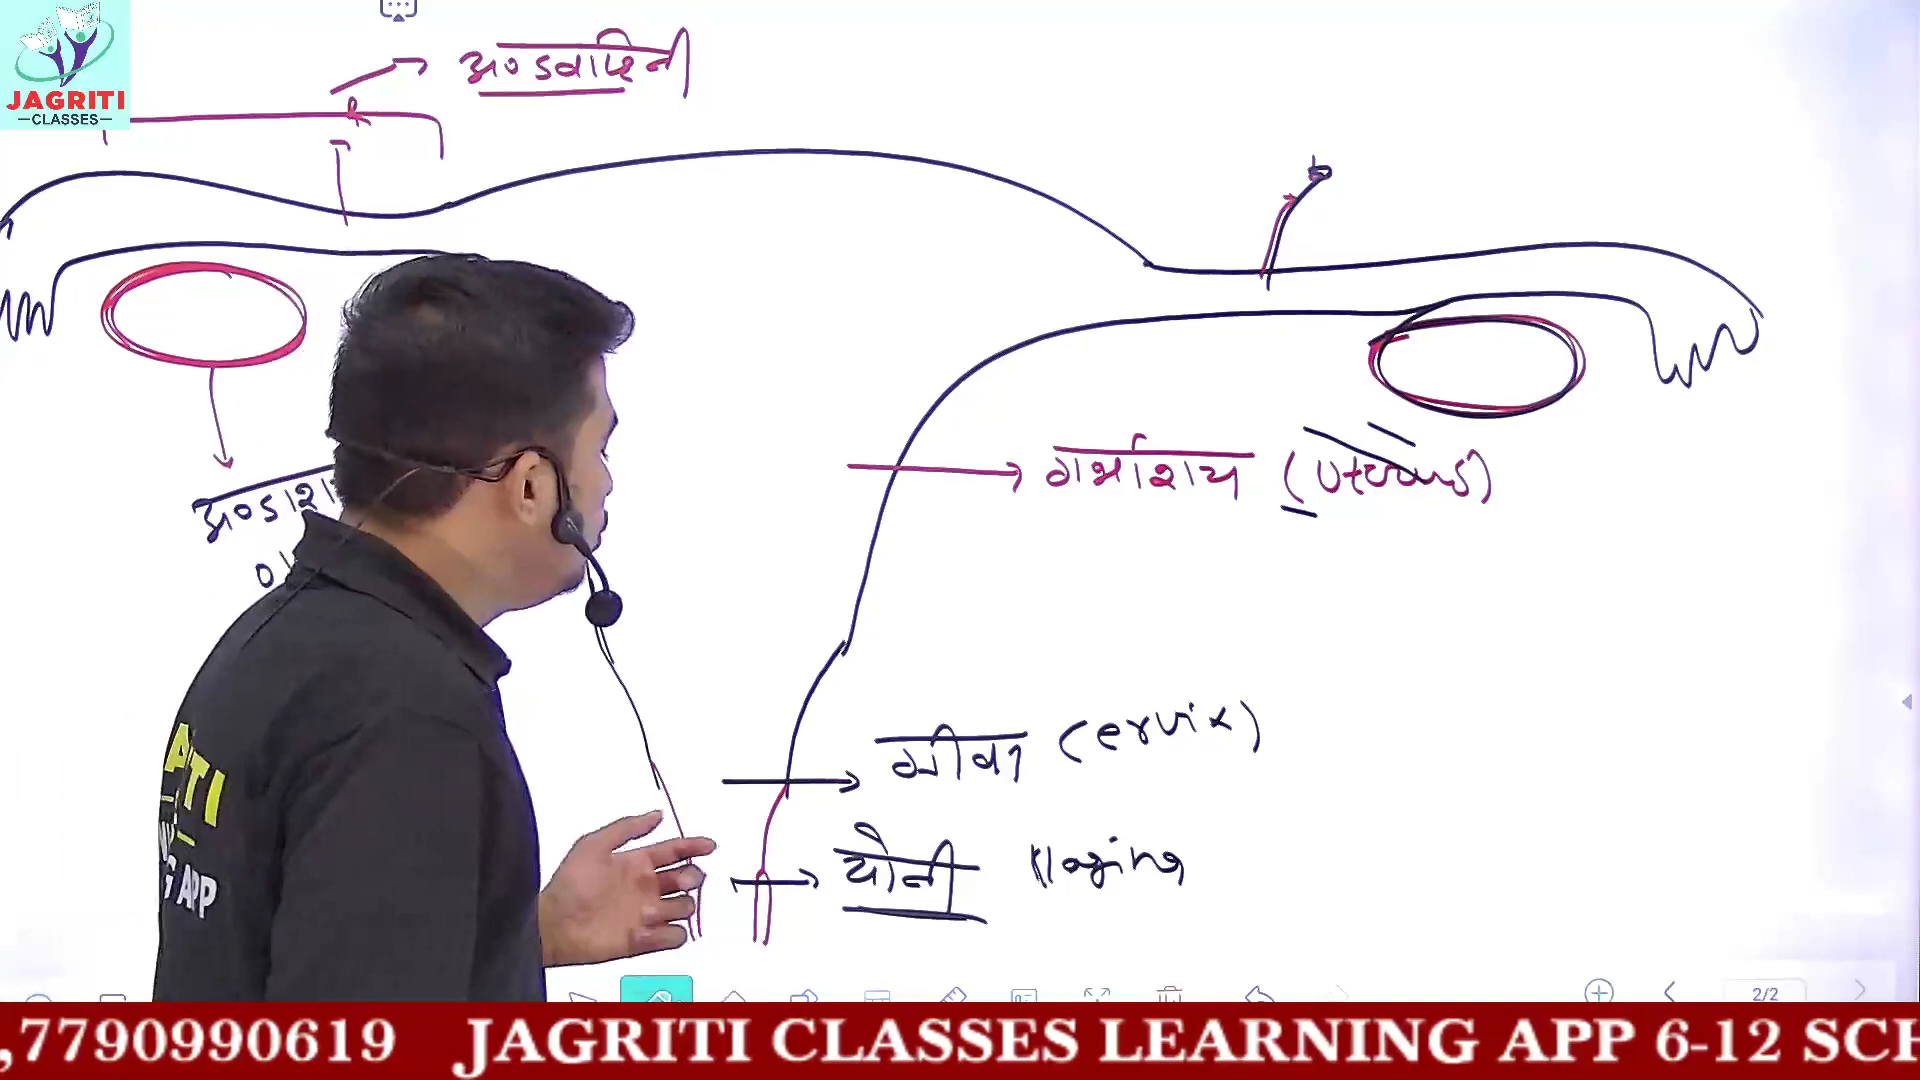 JAGRITI
CLASSES
अण्डवाहिनी
b
अण्डाश
गर्भाशय (Uterus)
ग्रीवा (Cervix)
योनी Vagina
2/2
,7790990619 JAGRITI CLASSES LEARNING APP 6-12 SCH